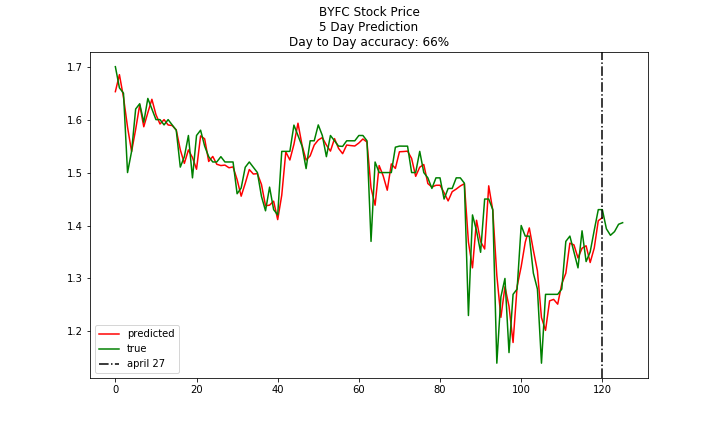 BYFC Stock Price
5 Day Prediction
Day to Day accuracy: 66%
1.7
1.6
1.5
1.4
1.3
1.2
predicted
true
april 27
0 20 40 60 80 100 120